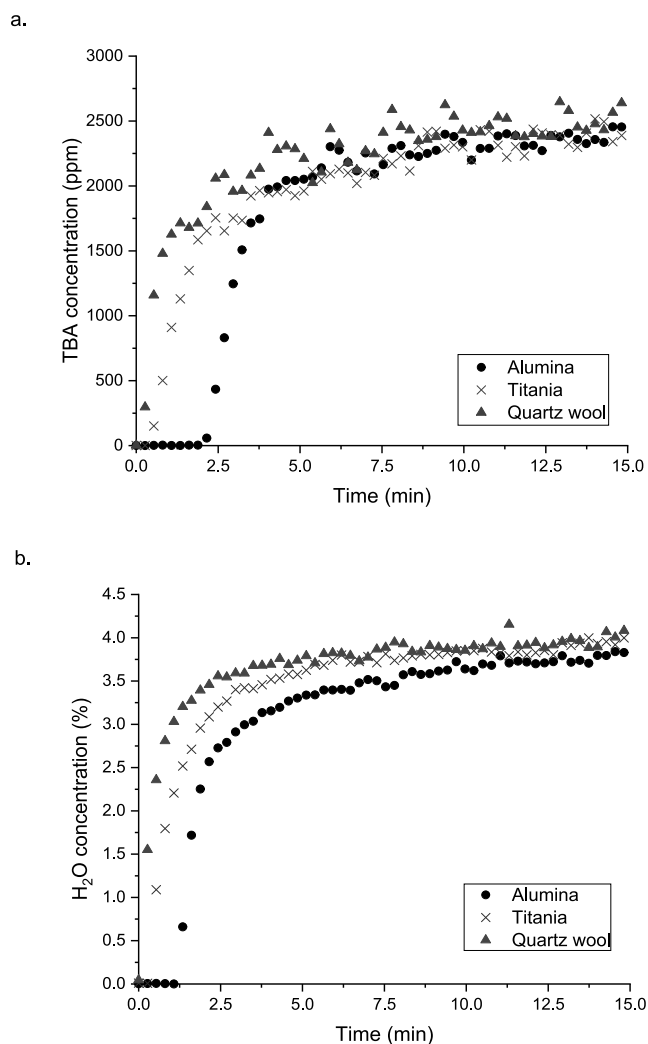 a.
3000
2500
2000
1500
1000
500
0
TBA concentration (ppm)
Alumina
Titania
Quartz wool
0.0 2.5 5.0 7.5 10.0 12.5 15.0
Time (min)
b.
4.5
4.0
3.5
3.0
2.5
2.0
1.5
1.0
0.5
0.0
H₂O concentration (%)
Alumina
Titania
Quartz wool
0.0 2.5 5.0 7.5 10.0 12.5 15.0
Time (min)